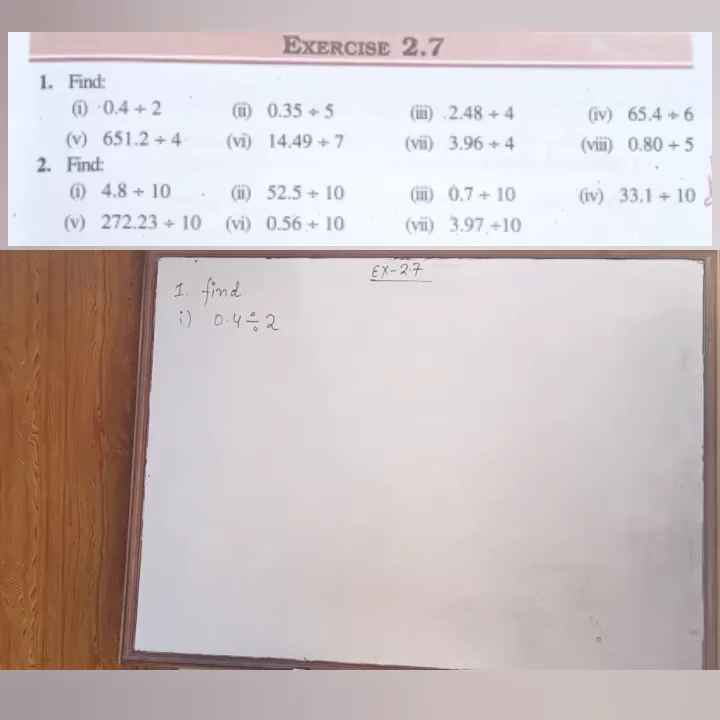 EXERCISE 2.7
1. Find:
(i) 0.4 ÷ 2 (ii) 0.35 ÷ 5 (iii) 2.48 ÷ 4 (iv) 65.4 ÷ 6
(v) 651.2 ÷ 4 (vi) 14.49 ÷ 7 (vii) 3.96 ÷ 4 (viii) 0.80 ÷ 5
2. Find:
(i) 4.8 ÷ 10 (ii) 52.5 ÷ 10 (iii) 0.7 ÷ 10 (iv) 33.1 ÷ 10
(v) 272.23 ÷ 10 (vi) 0.56 ÷ 10 (vii) 3.97 ÷10
EX-2.7
1. find
i) 0.4÷2